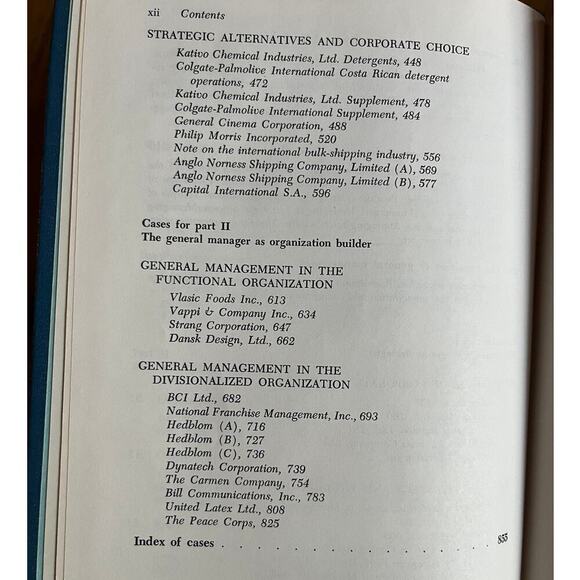 xii Contents
STRATEGIC ALTERNATIVES AND CORPORATE CHOICE
Kativo Chemical Industries, Ltd. Detergents, 448
Colgate-Palmolive International Costa Rican detergent
operations, 472
Kativo Chemical Industries, Ltd. Supplement, 478
Colgate-Palmolive International Supplement, 484
General Cinema Corporation, 488
Philip Morris Incorporated, 520
Note on the international bulk-shipping industry, 556
Anglo Norness Shipping Company, Limited (A), 569
Anglo Norness Shipping Company, Limited (B), 577
Capital International S.A., 596
Cases for part II
The general manager as organization builder
GENERAL MANAGEMENT IN THE
FUNCTIONAL ORGANIZATION
Vlasic Foods Inc., 613
Vappi & Company Inc., 634
Strang Corporation, 647
Dansk Design, Ltd., 662
GENERAL MANAGEMENT IN THE
DIVISIONALIZED ORGANIZATION
BCI Ltd., 682
National Franchise Management, Inc., 693
Hedblom (A), 716
Hedblom (B), 727
Hedblom (C), 736
Dynatech Corporation, 739
The Carmen Company, 754
Bill Communications, Inc., 783
United Latex Ltd., 808
The Peace Corps, 825
Index of cases . . . . . . . . . . . . . . . 855